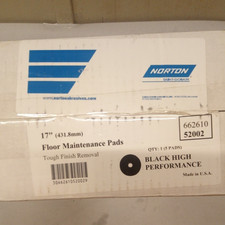 NORTON
www.nortonabrasives.com
17" (431.8mm)
Floor Maintenance Pads
Tough Finish Removal
662610
52002
QTY: 1 (5 PADS)
BLACK HIGH
PERFORMANCE
Made in U.S.A.